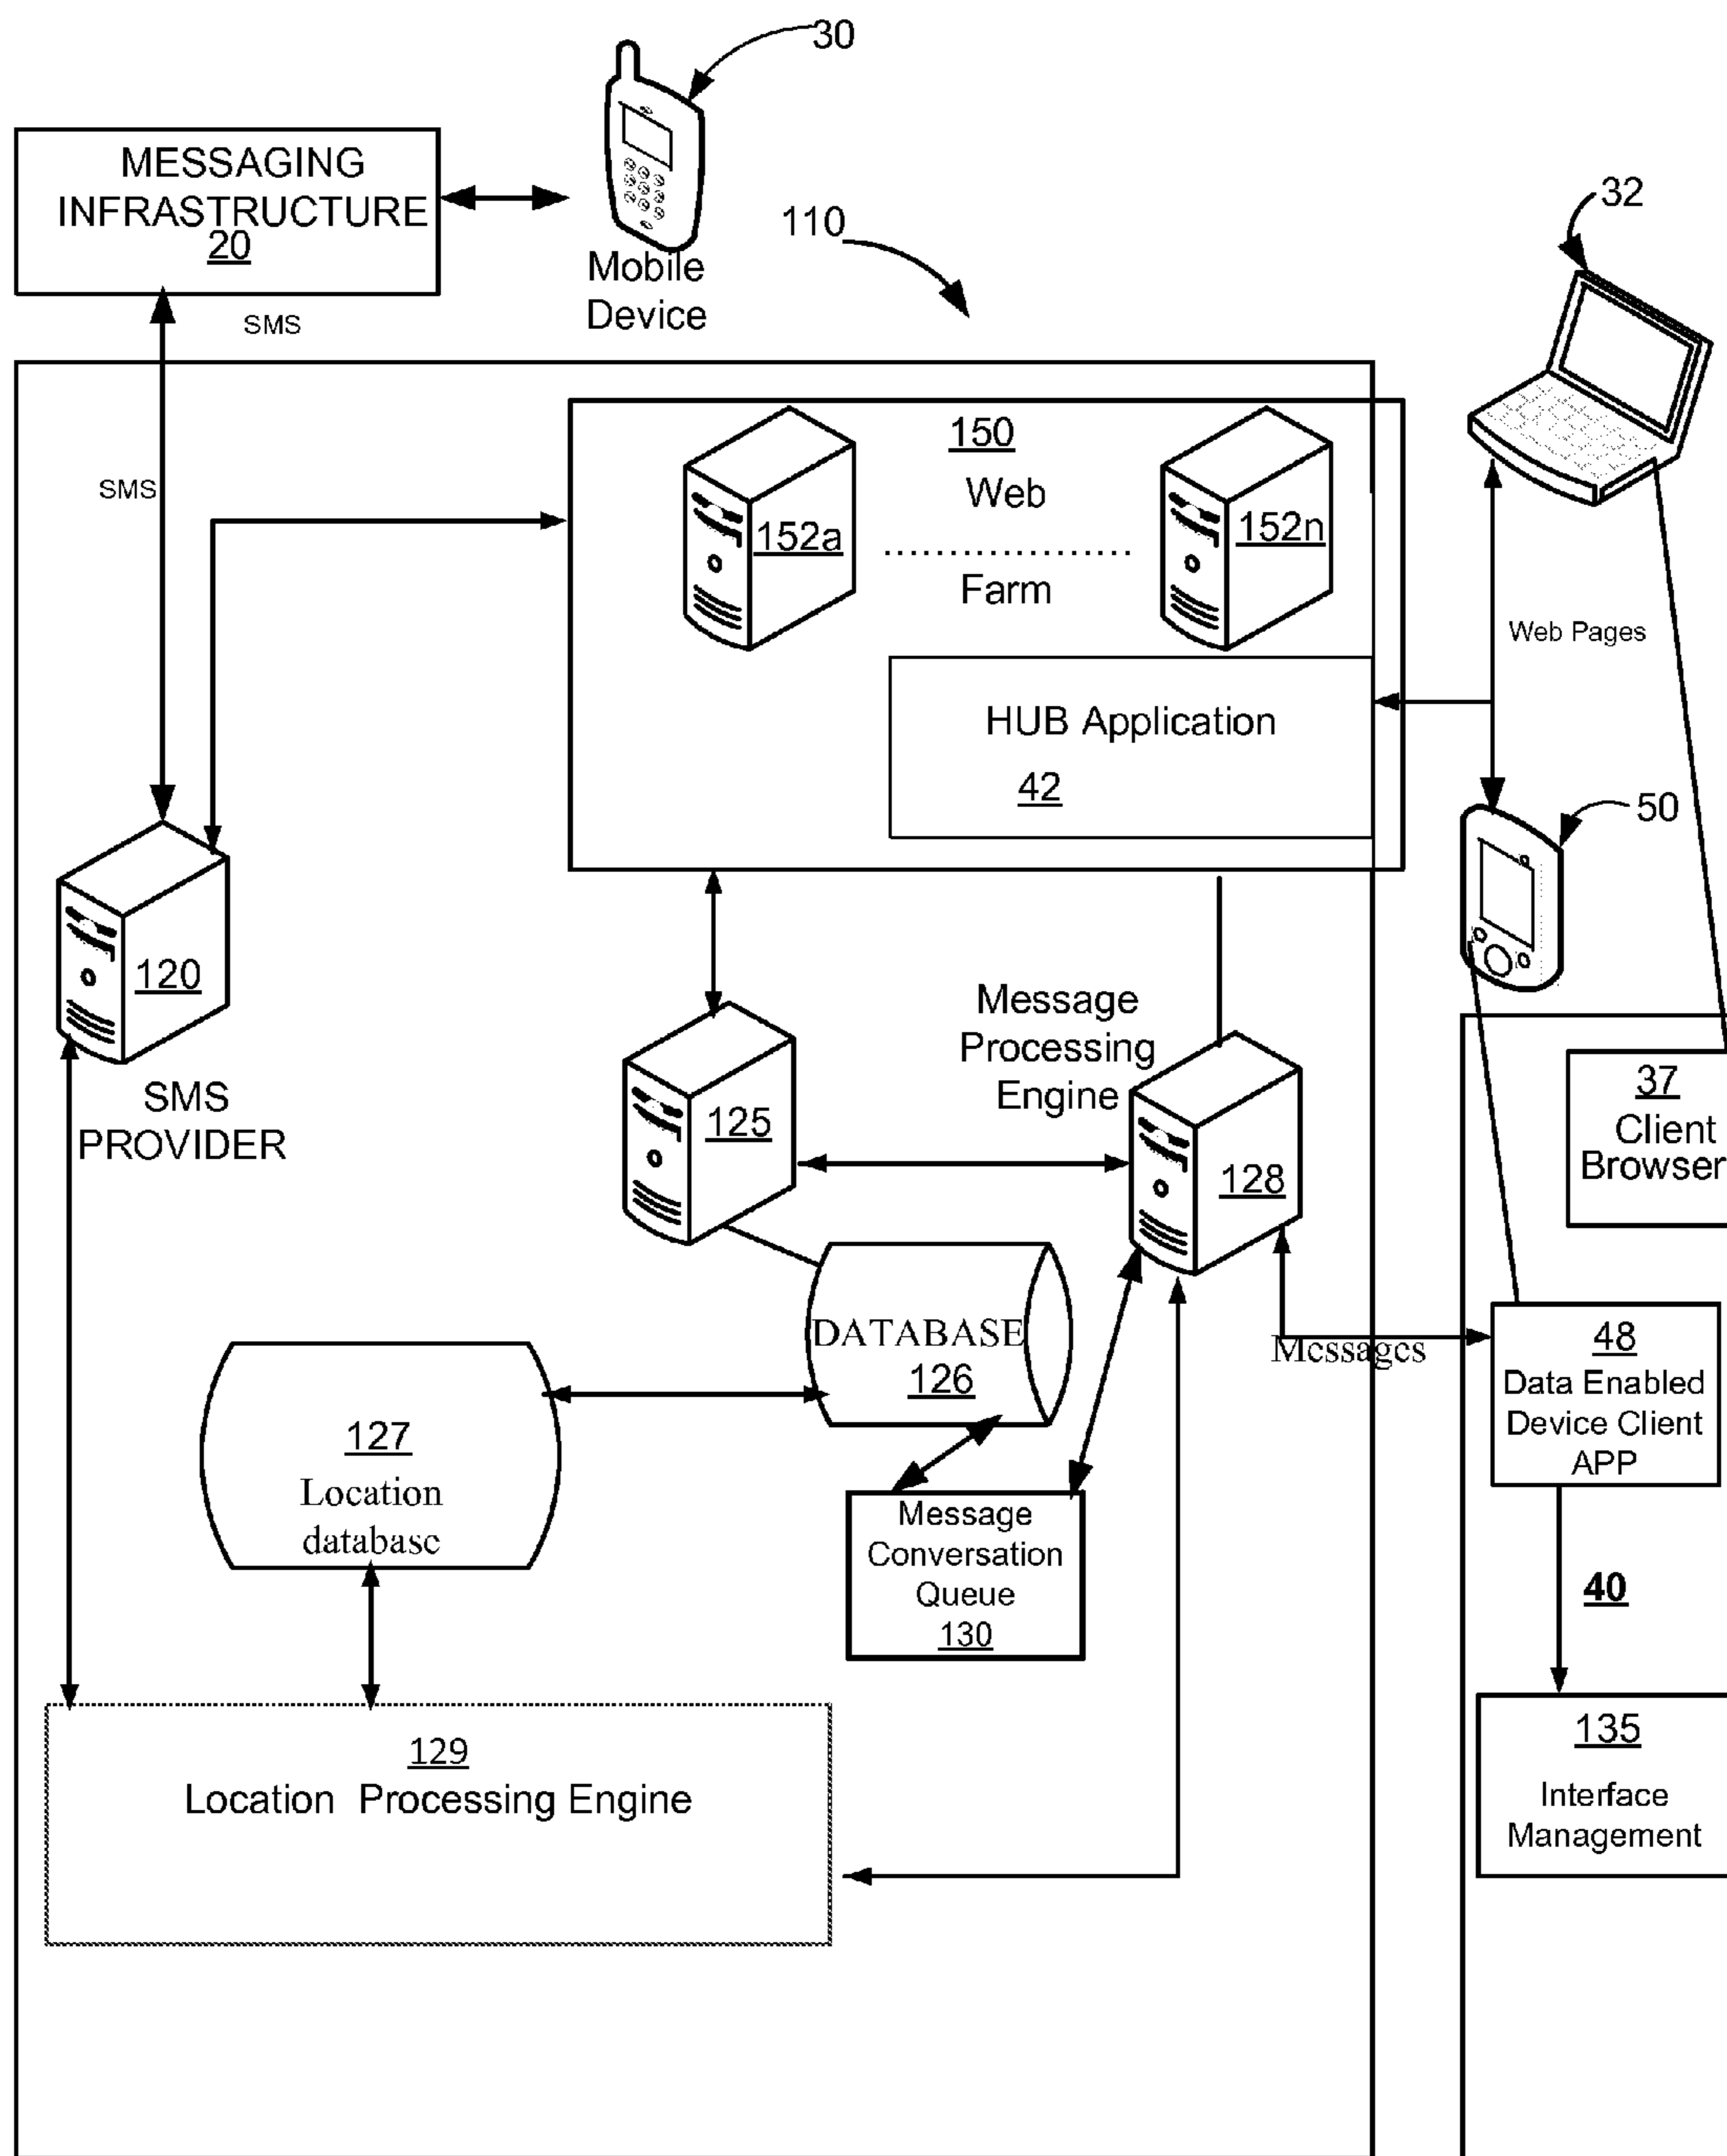 30
MESSAGING
INFRASTRUCTURE
20
Mobile
Device
110
32
SMS
SMS
150
Web
Farm
152a
152n
Web Pages
HUB Application
42
50
120
SMS
PROVIDER
125
Message
Processing
Engine
128
37
Client
Browser
DATABASE
126
Messages
48
Data Enabled
Device Client
APP
127
Location
database
Message
Conversation
Queue
130
40
129
Location Processing Engine
135
Interface
Management